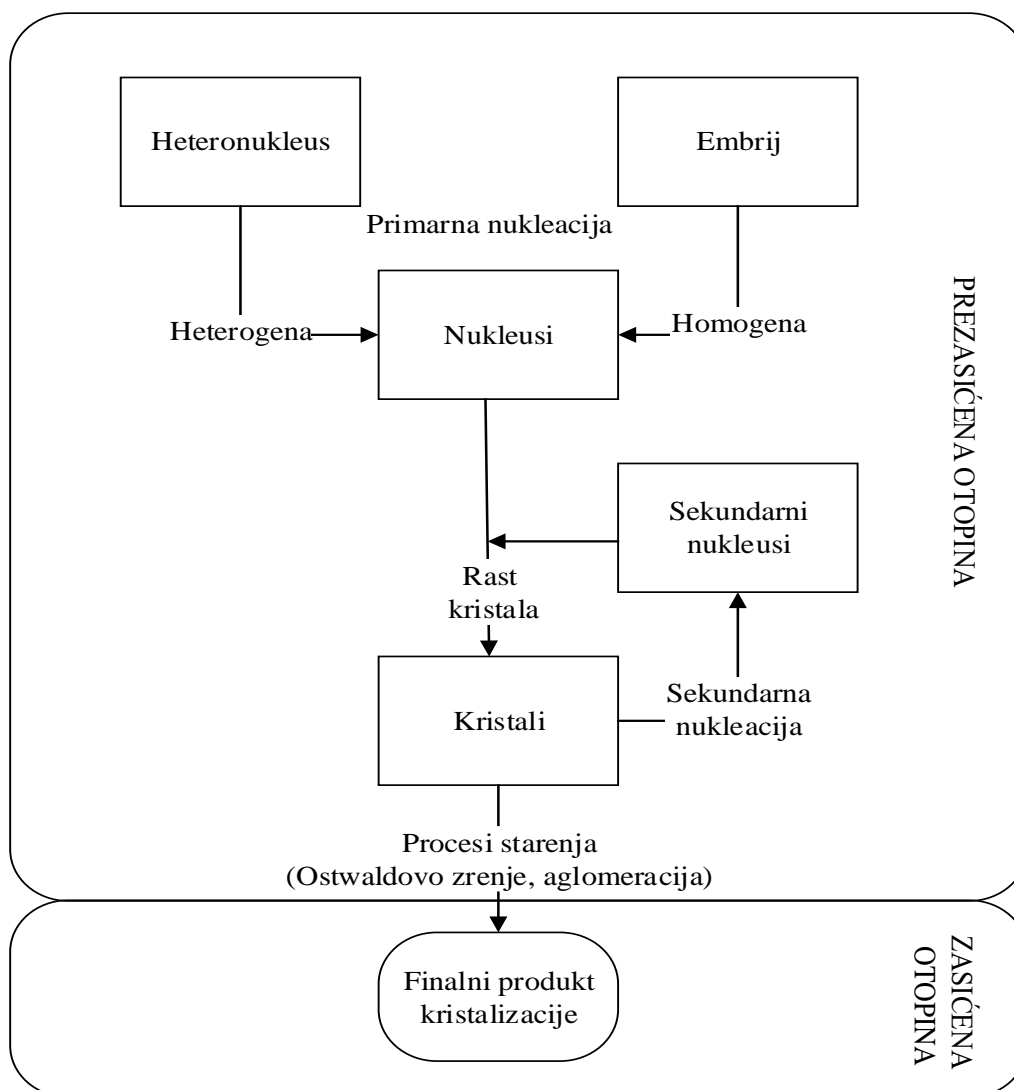 Heteronukleus
Embrij
Primarna nukleacija
Heterogena
Nukleusi
Homogena
PREZASIĆENA OTOPINA
Sekundarni
nukleusi
Rast
kristala
Kristali
Sekundarna
nukleacija
Procesi starenja
(Ostwaldovo zrenje, aglomeracija)
Finalni produkt
kristalizacije
ZASIĆENA
OTOPINA